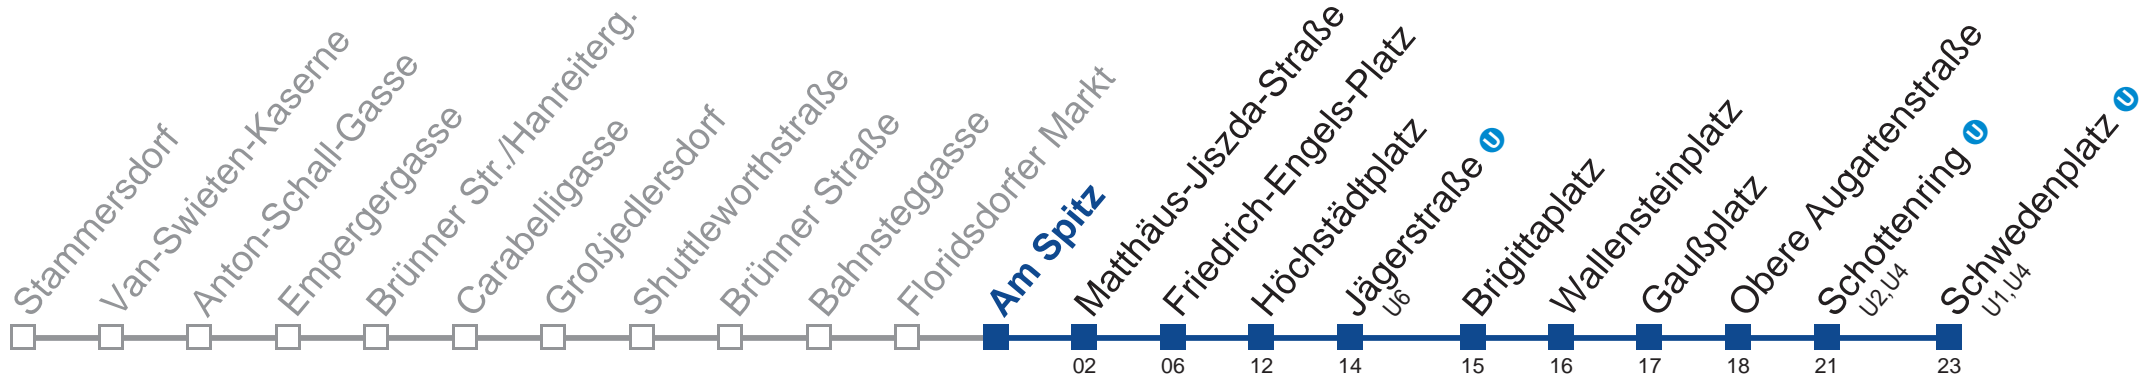 Stammersdorf
Van-Swieten-Kaserne
Anton-Schall-Gasse
Empergergasse
Brünner Str./Hanreiterg.
Carabelligasse
Großjedlersdorf
Shuttleworthstraße
Brünner Straße
Bahnsteggasse
Floridsdorfer Markt
Am Spitz
Matthäus-Jiszda-Straße
02
Friedrich-Engels-Platz
06
Höchstädtplatz
12
Jägerstraße U
U6
14
Brigittaplatz
15
Wallensteinplatz
16
Gaußplatz
17
Obere Augartenstraße
18
Schottenring U
U2,U4
21
Schwedenplatz U
U1,U4
23